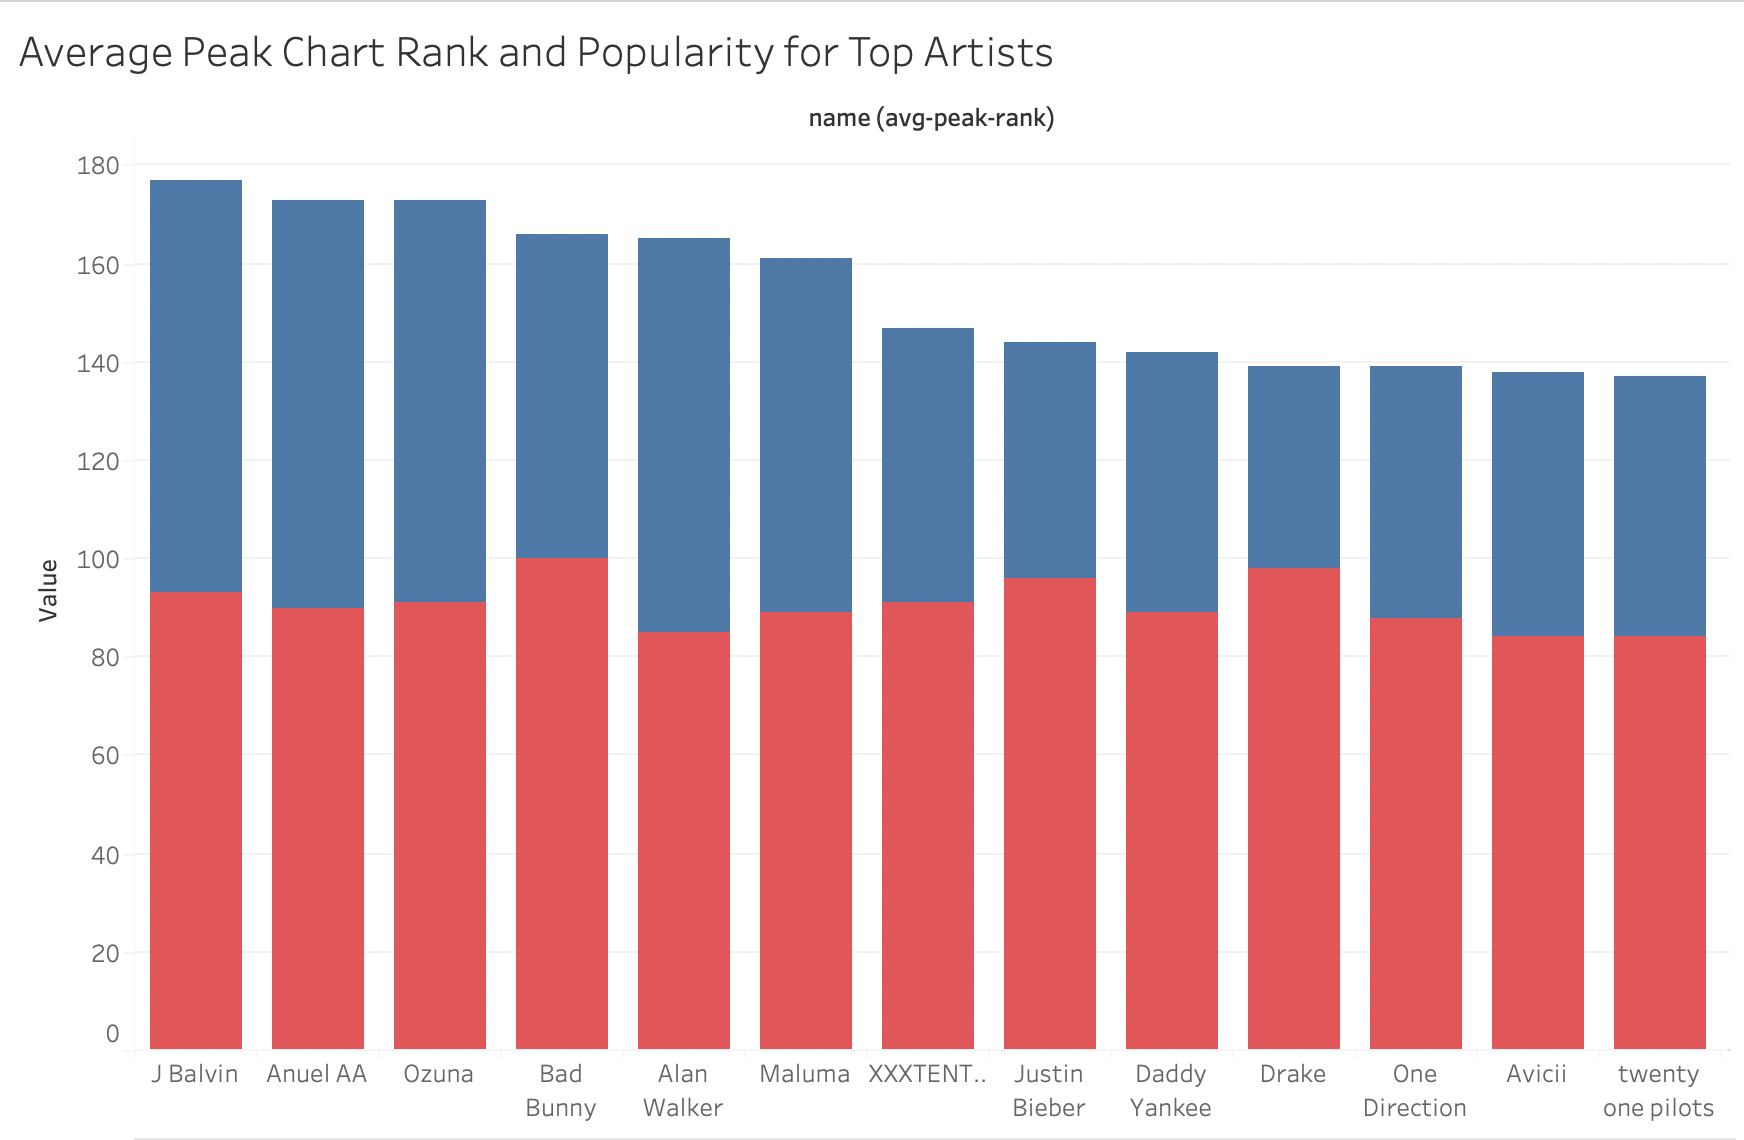 Average Peak Chart Rank and Popularity for Top Artists
name (avg-peak-rank)
180
160
140
120
100
80
60
40
20
0
Value
J Balvin
Anuel AA
Ozuna
Bad
Bunny
Alan
Walker
Maluma
XXXTENT..
Justin
Bieber
Daddy
Yankee
Drake
One
Direction
Avicii
twenty
one pilots